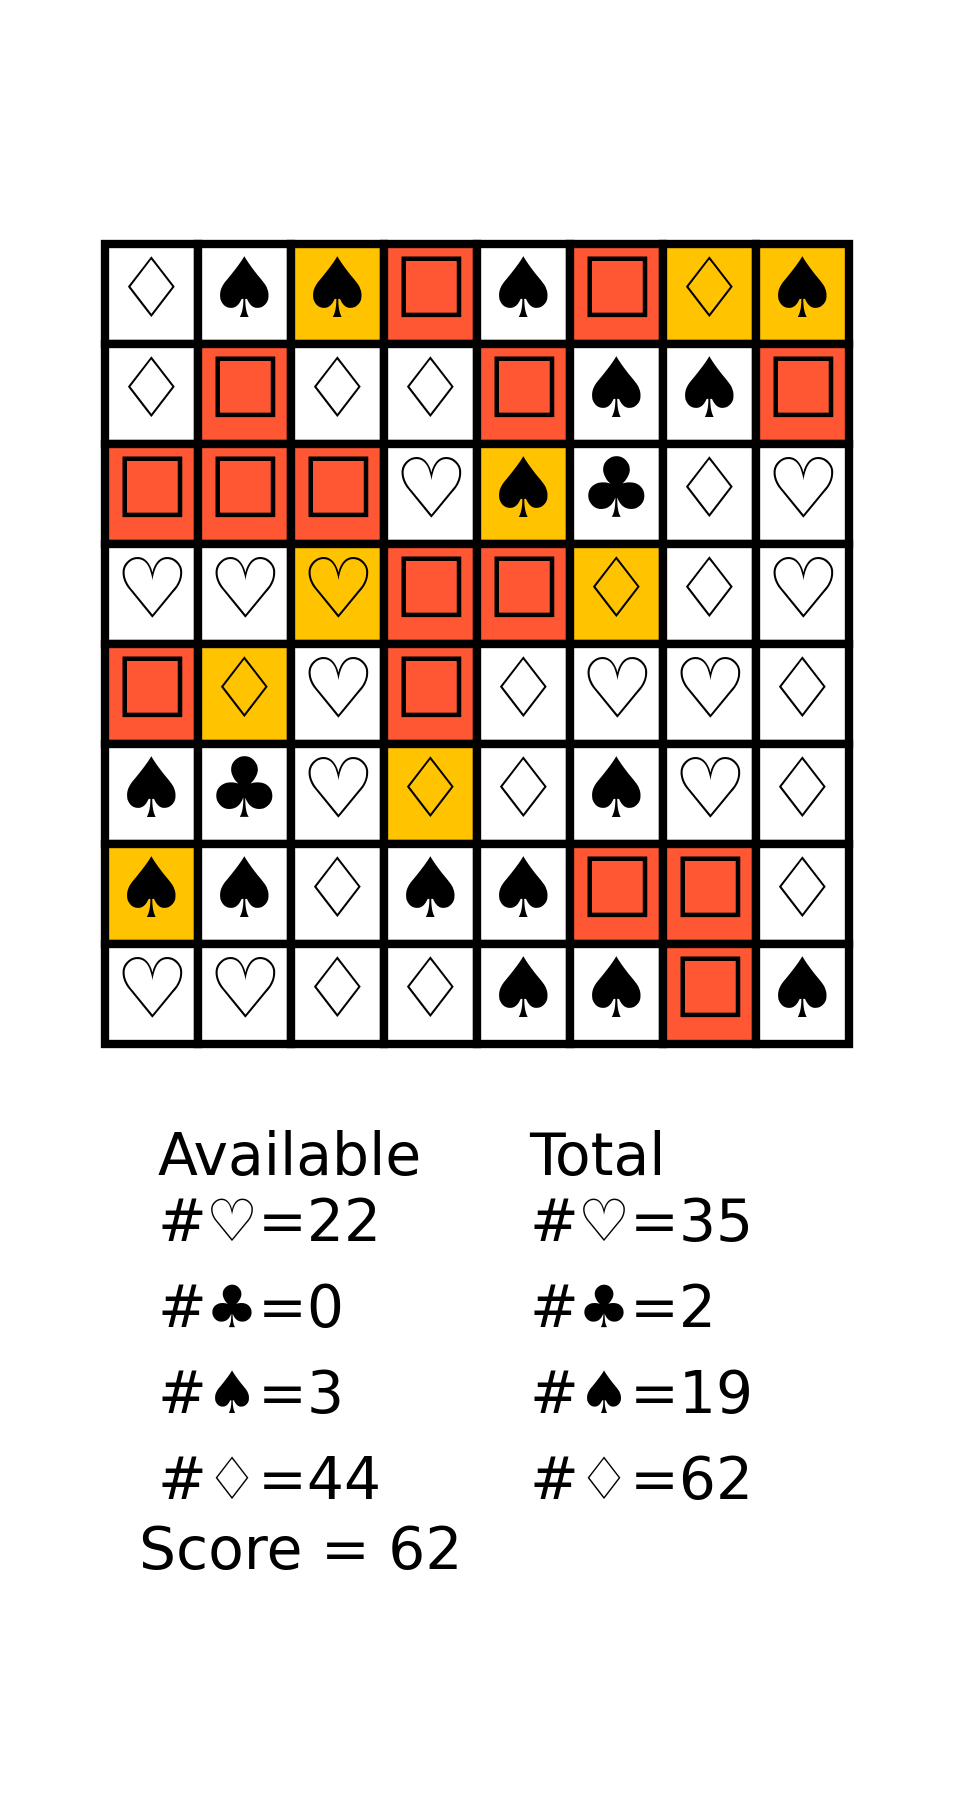 ♢ ♠ ♠ □ ♠ □ ♢ ♠
♢ □ ♢ ♢ □ ♠ ♠ □
□ □ □ ♡ ♠ ♣ ♢ ♡
♡ ♡ ♡ □ □ ♢ ♢ ♡
□ ♢ ♡ □ ♢ ♡ ♡ ♢
♠ ♣ ♡ ♢ ♢ ♠ ♡ ♢
♠ ♠ ♢ ♠ ♠ □ □ ♢
♡ ♡ ♢ ♢ ♠ ♠ □ ♠
Available Total
#♡=22 #♡=35
#♣=0 #♣=2
#♠=3 #♠=19
#♢=44 #♢=62
Score = 62